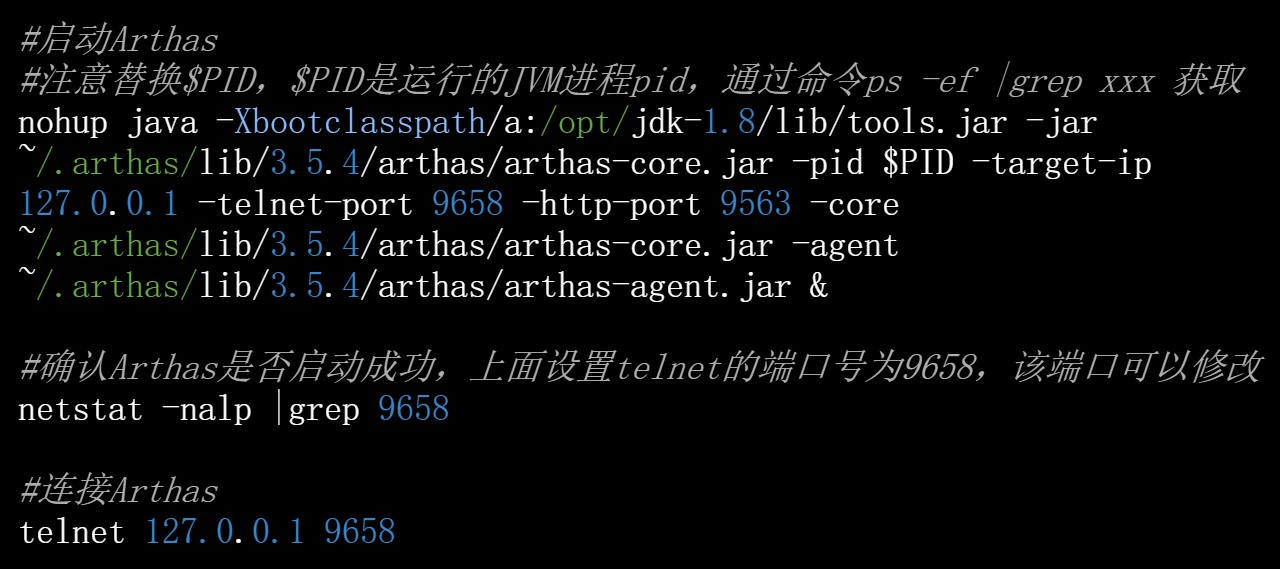 #启动Arthas
#注意替换$PID，$PID是运行的JVM进程pid，通过命令ps -ef |grep xxx 获取
nohup java -Xbootclasspath/a:/opt/jdk-1.8/lib/tools.jar -jar
~/.arthas/lib/3.5.4/arthas/arthas-core.jar -pid $PID -target-ip
127.0.0.1 -telnet-port 9658 -http-port 9563 -core
~/.arthas/lib/3.5.4/arthas/arthas-core.jar -agent
~/.arthas/lib/3.5.4/arthas/arthas-agent.jar &
#确认Arthas是否启动成功，上面设置telnet的端口号为9658，该端口可以修改
netstat -nalp |grep 9658
#连接Arthas
telnet 127.0.0.1 9658